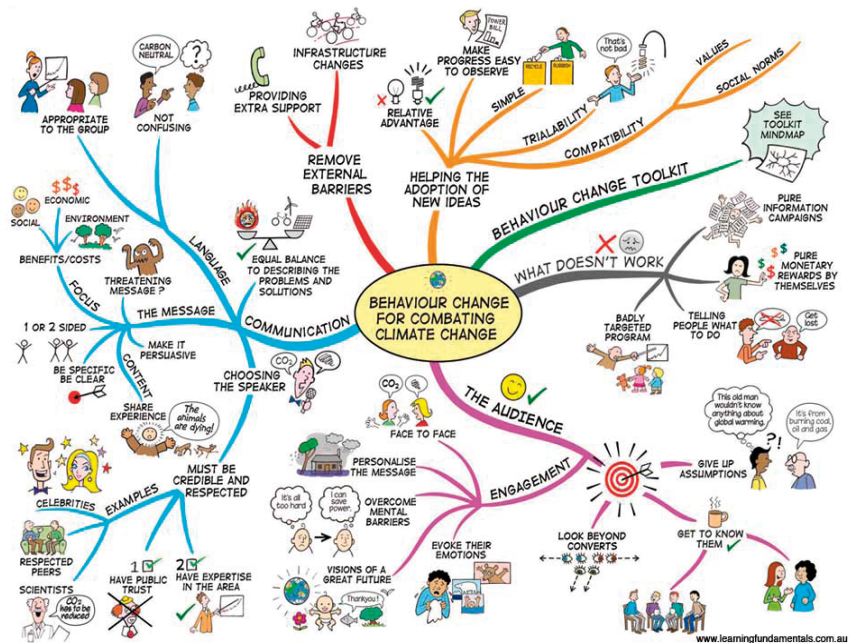 BEHAVIOUR CHANGE
FOR COMBATING
CLIMATE CHANGE
COMMUNICATION
LANGUAGE
APPROPRIATE
TO THE GROUP
CARBON
NEUTRAL
?
NOT
CONFUSING
EQUAL BALANCE
TO DESCRIBING THE
PROBLEMS AND
SOLUTIONS
THE MESSAGE
FOCUS
BENEFITS/COSTS
SOCIAL
$$$
ECONOMIC
ENVIRONMENT
THREATENING
MESSAGE ?
1 OR 2 SIDED
MAKE IT
PERSUASIVE
CONTENT
BE SPECIFIC
BE CLEAR
SHARE
EXPERIENCE
The
animals
are dying!
CHOOSING
THE SPEAKER
CO2
MUST BE
CREDIBLE AND
RESPECTED
EXAMPLES
CELEBRITIES
RESPECTED
PEERS
SCIENTISTS
CO2
has to be
reduced
1
HAVE PUBLIC
TRUST
2
HAVE EXPERTISE
IN THE AREA
REMOVE
EXTERNAL
BARRIERS
PROVIDING
EXTRA SUPPORT
INFRASTRUCTURE
CHANGES
HELPING THE
ADOPTION OF
NEW IDEAS
RELATIVE
ADVANTAGE
MAKE
PROGRESS EASY
TO OBSERVE
POWER
BILL
SIMPLE
RECYCLE
RUBBISH
TRIALABILITY
That's
not bad
COMPATIBILITY
VALUES
SOCIAL NORMS
BEHAVIOUR CHANGE TOOLKIT
SEE
TOOLKIT
MINDMAP
WHAT DOESN'T WORK
PURE
INFORMATION
CAMPAIGNS
$$$$
PURE
MONETARY
REWARDS BY
THEMSELVES
TELLING
PEOPLE WHAT
TO DO
Get
lost
BADLY
TARGETED
PROGRAM
THE AUDIENCE
ENGAGEMENT
CO2
FACE TO FACE
PERSONALISE
THE MESSAGE
OVERCOME
MENTAL
BARRIERS
It's all
too hard
I can
save
power.
EVOKE THEIR
EMOTIONS
VISIONS OF A
GREAT FUTURE
Thankyou!
GIVE UP
ASSUMPTIONS
This old man
wouldn't know
anything about
global warming.
?!
It's from
burning coal,
oil and gas
GET TO KNOW
THEM
LOOK BEYOND
CONVERTS
www.learningfundamentals.com.au